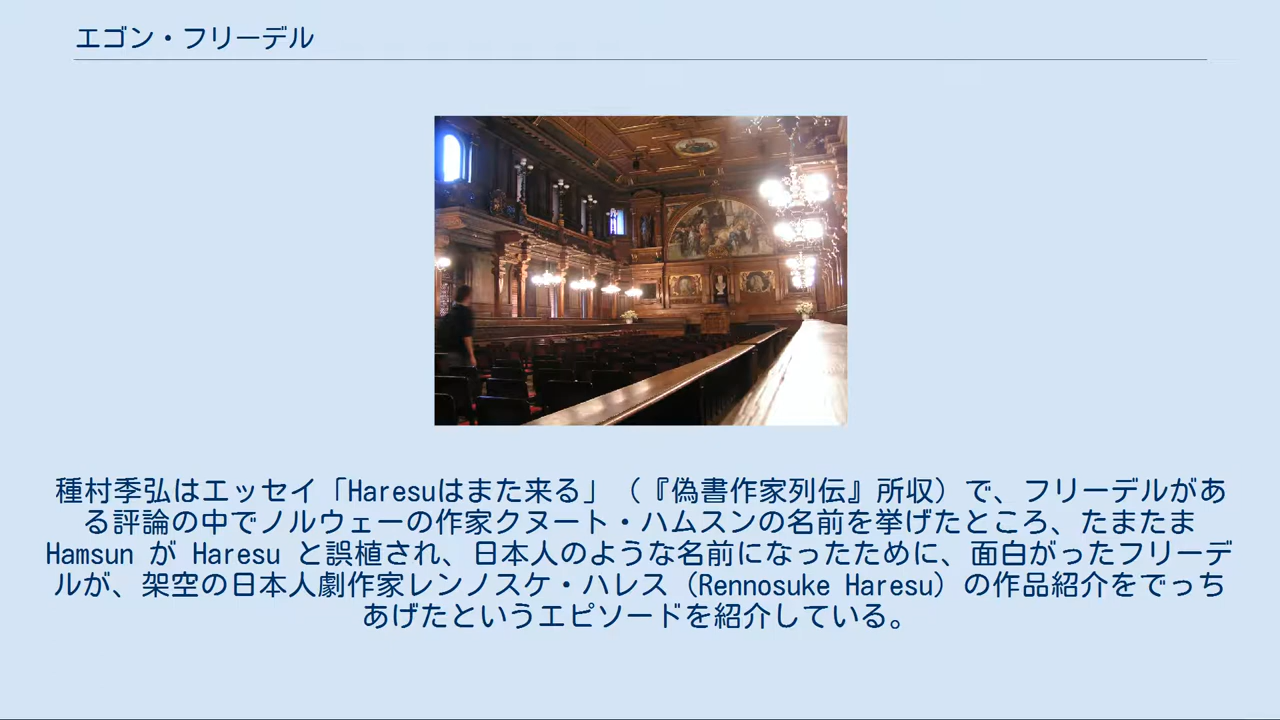 エゴン・フリーデル
種村季弘はエッセイ「Haresuはまた来る」（『偽書作家列伝』所収）で、フリーデルがあ
る評論の中でノルウェーの作家クヌート・ハムスンの名前を挙げたところ、たまたま
Hamsun が Haresu と誤植され、日本人のような名前になったために、面白がったフリーデ
ルが、架空の日本人劇作家レンノスケ・ハレス（Rennosuke Haresu）の作品紹介をでっち
あげたというエピソードを紹介している。